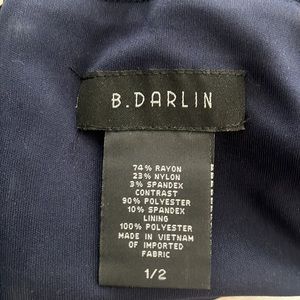 B.DARLIN
74% RAYON
23% NYLON
3% SPANDEX
CONTRAST
90% POLYESTER
10% SPANDEX
LINING
100% POLYESTER
MADE IN VIETNAM
OF IMPORTED
FABRIC
1/2